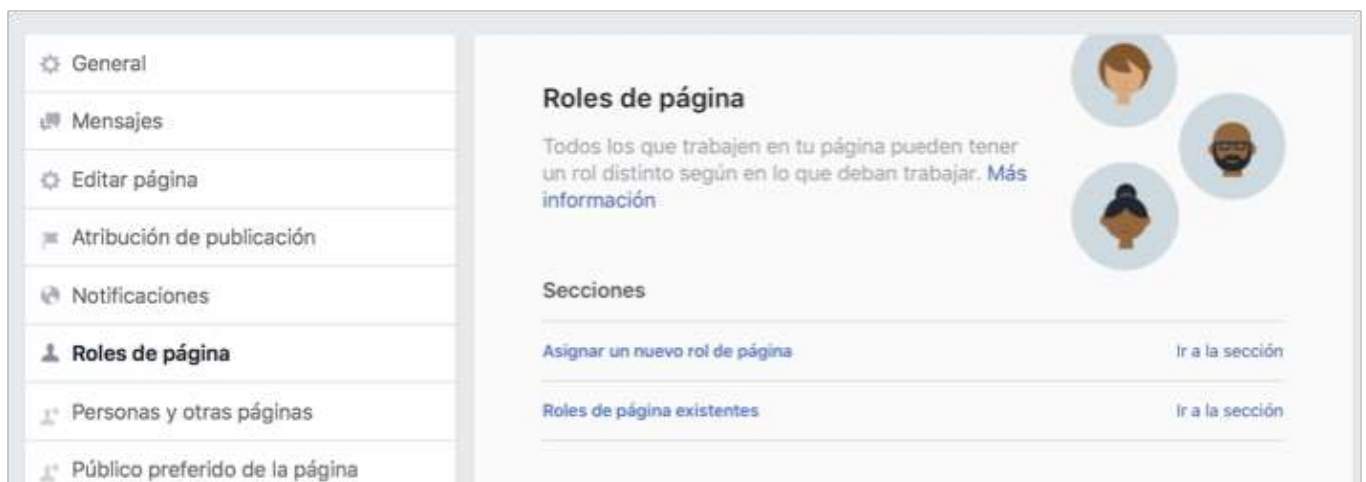 General
Mensajes
Editar página
Atribución de publicación
Notificaciones
Roles de página
Personas y otras páginas
Público preferido de la página
Roles de página
Todos los que trabajen en tu página pueden tener
un rol distinto según en lo que deban trabajar. Más
información
Secciones
Asignar un nuevo rol de página Ir a la sección
Roles de página existentes Ir a la sección